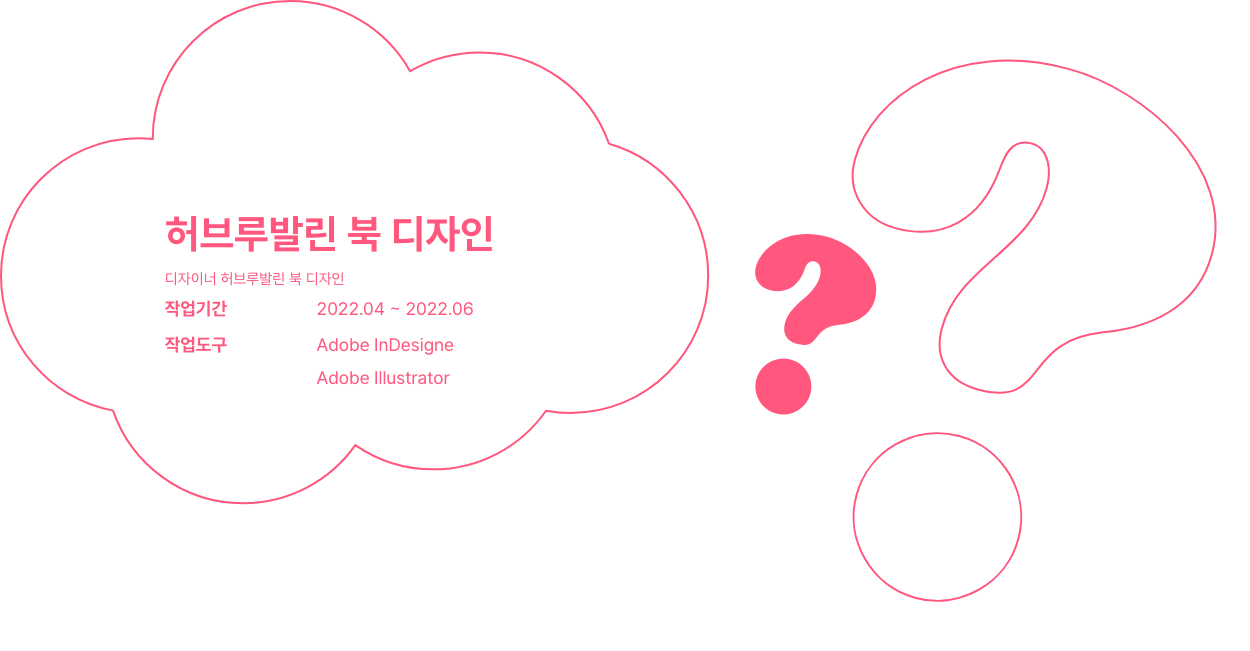 허브루발린 북 디자인
디자이너 허브루발린 북 디자인
작업기간 2022.04 ~ 2022.06
작업도구 Adobe InDesigne
Adobe Illustrator
??